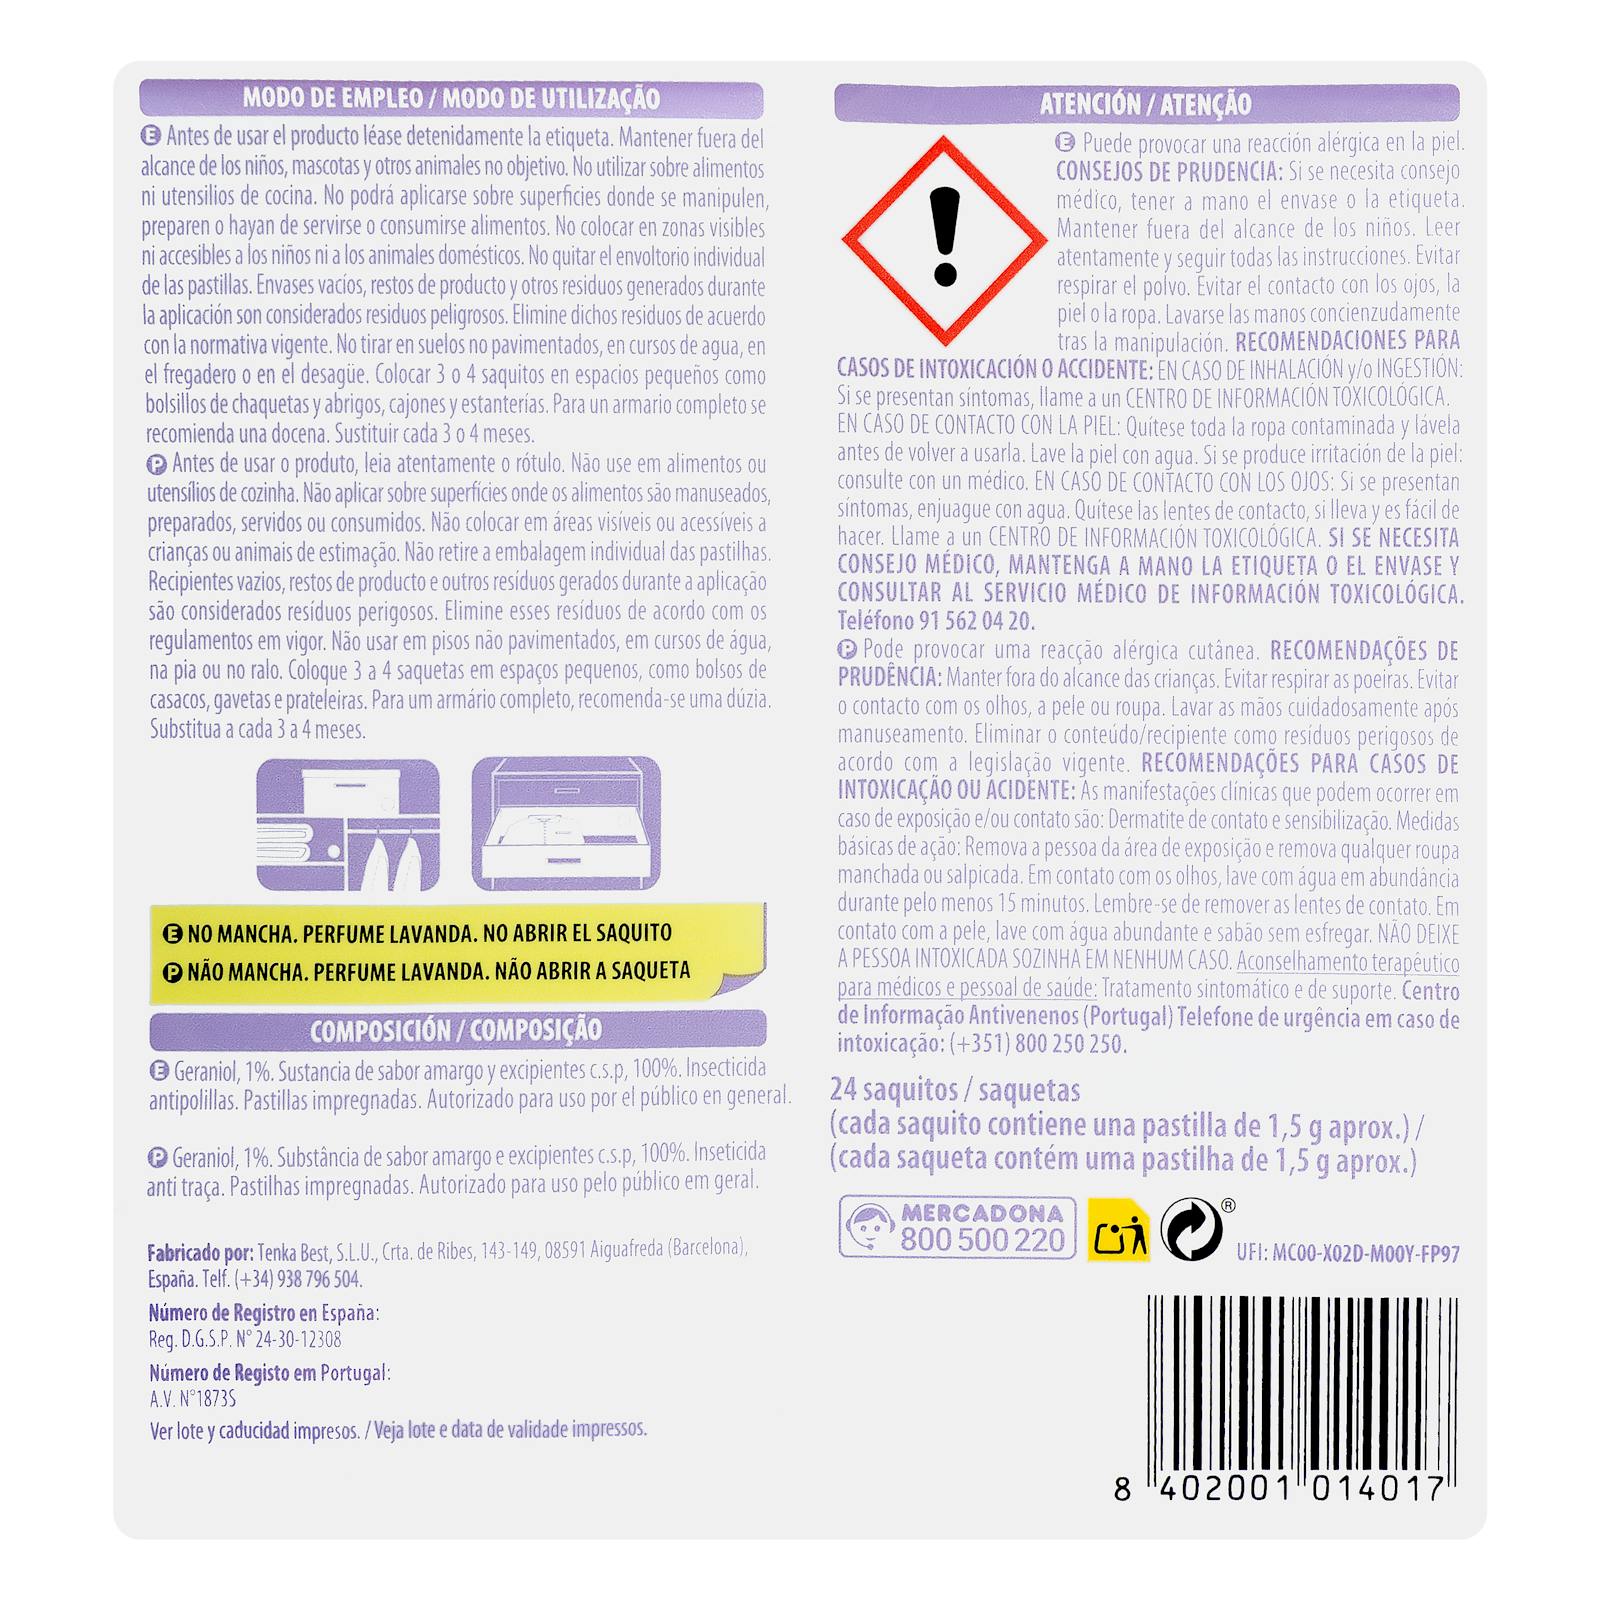 MODO DE EMPLEO / MODO DE UTILIZAÇÃO
E Antes de usar el producto léase detenidamente la etiqueta. Mantener fuera del
alcance de los niños, mascotas y otros animales no objetivo. No utilizar sobre alimentos
ni utensilios de cocina. No podrá aplicarse sobre superficies donde se manipulen,
preparen o hayan de servirse o consumirse alimentos. No colocar en zonas visibles
ni accesibles a los niños ni a los animales domésticos. No quitar el envoltorio individual
de las pastillas. Envases vacíos, restos de producto y otros residuos generados durante
la aplicación son considerados residuos peligrosos. Elimine dichos residuos de acuerdo
con la normativa vigente. No tirar en suelos no pavimentados, en cursos de agua, en
el fregadero o en el desagüe. Colocar 3 o 4 saquitos en espacios pequeños como
bolsillos de chaquetas y abrigos, cajones y estanterías. Para un armario completo se
recomienda una docena. Sustituir cada 3 o 4 meses.
P Antes de usar o produto, leia atentamente o rótulo. Não use em alimentos ou
utensílios de cozinha. Não aplicar sobre superfícies onde os alimentos são manuseados,
preparados, servidos ou consumidos. Não colocar em áreas visíveis ou acessíveis a
crianças ou animais de estimação. Não retire a embalagem individual das pastilhas.
Recipientes vazios, restos de producto e outros resíduos gerados durante a aplicação
são considerados resíduos perigosos. Elimine esses resíduos de acordo com os
regulamentos em vigor. Não usar em pisos não pavimentados, em cursos de água,
na pia ou no ralo. Coloque 3 a 4 saquetas em espaços pequenos, como bolsos de
casacos, gavetas e prateleiras. Para um armário completo, recomenda-se uma dúzia.
Substitua a cada 3 a 4 meses.
E NO MANCHA. PERFUME LAVANDA. NO ABRIR EL SAQUITO
P NÃO MANCHA. PERFUME LAVANDA. NÃO ABRIR A SAQUETA
COMPOSICIÓN / COMPOSIÇÃO
E Geraniol, 1%. Sustancia de sabor amargo y excipientes c.s.p, 100%. Insecticida
antipolillas. Pastillas impregnadas. Autorizado para uso por el público en general.
P Geraniol, 1%. Substância de sabor amargo e excipientes c.s.p, 100%. Inseticida
anti traça. Pastilhas impregnadas. Autorizado para uso pelo público em geral.
Fabricado por: Tenka Best, S.L.U., Crta. de Ribes, 143-149, 08591 Aiguafreda (Barcelona),
España. Telf. (+34) 938 796 504.
Número de Registro en España:
Reg. D.G.S.P. N° 24-30-12308
Número de Registo em Portugal:
A.V. N°1873S
Ver lote y caducidad impresos. / Veja lote e data de validade impressos.
ATENCIÓN / ATENÇÃO
E Puede provocar una reacción alérgica en la piel.
CONSEJOS DE PRUDENCIA: Si se necesita consejo
médico, tener a mano el envase o la etiqueta.
Mantener fuera del alcance de los niños. Leer
atentamente y seguir todas las instrucciones. Evitar
respirar el polvo. Evitar el contacto con los ojos, la
piel o la ropa. Lavarse las manos concienzudamente
tras la manipulación. RECOMENDACIONES PARA
CASOS DE INTOXICACIÓN O ACCIDENTE: EN CASO DE INHALACIÓN y/o INGESTIÓN:
Si se presentan síntomas, llame a un CENTRO DE INFORMACIÓN TOXICOLÓGICA.
EN CASO DE CONTACTO CON LA PIEL: Quítese toda la ropa contaminada y lávela
antes de volver a usarla. Lave la piel con agua. Si se produce irritación de la piel:
consulte con un médico. EN CASO DE CONTACTO CON LOS OJOS: Si se presentan
síntomas, enjuague con agua. Quítese las lentes de contacto, si lleva y es fácil de
hacer. Llame a un CENTRO DE INFORMACIÓN TOXICOLÓGICA. SI SE NECESITA
CONSEJO MÉDICO, MANTENGA A MANO LA ETIQUETA O EL ENVASE Y
CONSULTAR AL SERVICIO MÉDICO DE INFORMACIÓN TOXICOLÓGICA.
Teléfono 91 562 04 20.
P Pode provocar uma reacção alérgica cutânea. RECOMENDAÇÕES DE
PRUDÊNCIA: Manter fora do alcance das crianças. Evitar respirar as poeiras. Evitar
o contacto com os olhos, a pele ou roupa. Lavar as mãos cuidadosamente após
manuseamento. Eliminar o conteúdo/recipiente como resíduos perigosos de
acordo com a legislação vigente. RECOMENDAÇÕES PARA CASOS DE
INTOXICAÇÃO OU ACIDENTE: As manifestações clínicas que podem ocorrer em
caso de exposição e/ou contato são: Dermatite de contato e sensibilização. Medidas
básicas de ação: Remova a pessoa da área de exposição e remova qualquer roupa
manchada ou salpicada. Em contato com os olhos, lave com água em abundância
durante pelo menos 15 minutos. Lembre-se de remover as lentes de contato. Em
contato com a pele, lave com água abundante e sabão sem esfregar. NÃO DEIXE
A PESSOA INTOXICADA SOZINHA EM NENHUM CASO. Aconselhamento terapêutico
para médicos e pessoal de saúde: Tratamento sintomático e de suporte. Centro
de Informação Antivenenos (Portugal) Telefone de urgência em caso de
intoxicação: (+351) 800 250 250.
24 saquitos / saquetas
(cada saquito contiene una pastilla de 1,5 g aprox.) /
(cada saqueta contém uma pastilha de 1,5 g aprox.)
MERCADONA
800 500 220
®
UFI: MC00-X02D-M00Y-FP97
8 402001 014017